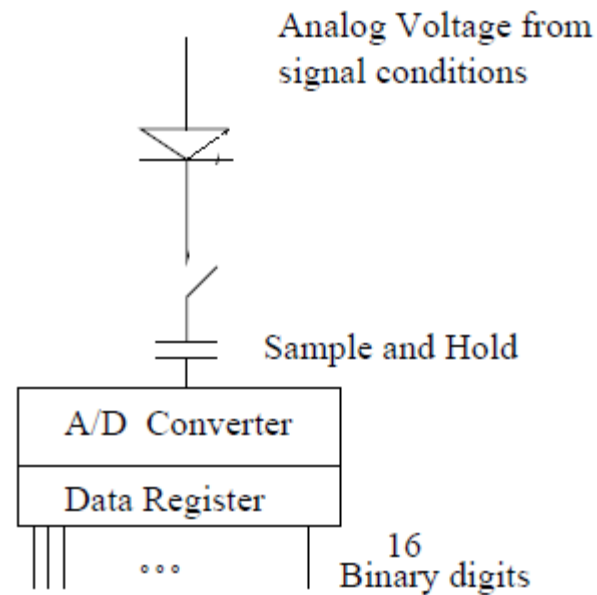 Analog Voltage from
signal conditions
Sample and Hold
A/D Converter
Data Register
16
Binary digits